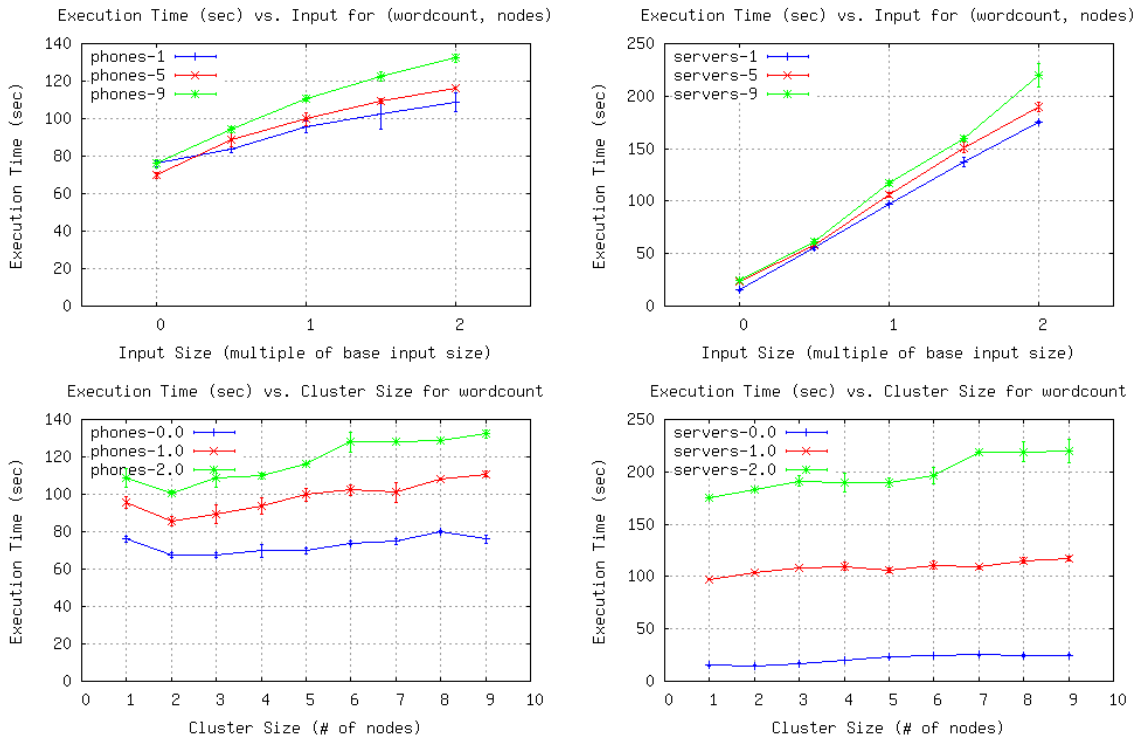 Execution Time (sec) vs. Input for (wordcount, nodes)
140
120
100
80
60
40
20
0
Execution Time (sec)
phones-1
phones-5
phones-9
0
1
2
Input Size (multiple of base input size)
Execution Time (sec) vs. Input for (wordcount, nodes)
250
200
150
100
50
0
Execution Time (sec)
servers-1
servers-5
servers-9
0
1
2
Input Size (multiple of base input size)
Execution Time (sec) vs. Cluster Size for wordcount
140
120
100
80
60
40
20
0
Execution Time (sec)
phones-0.0
phones-1.0
phones-2.0
0 1 2 3 4 5 6 7 8 9 10
Cluster Size (# of nodes)
Execution Time (sec) vs. Cluster Size for wordcount
250
200
150
100
50
0
Execution Time (sec)
servers-0.0
servers-1.0
servers-2.0
0 1 2 3 4 5 6 7 8 9 10
Cluster Size (# of nodes)